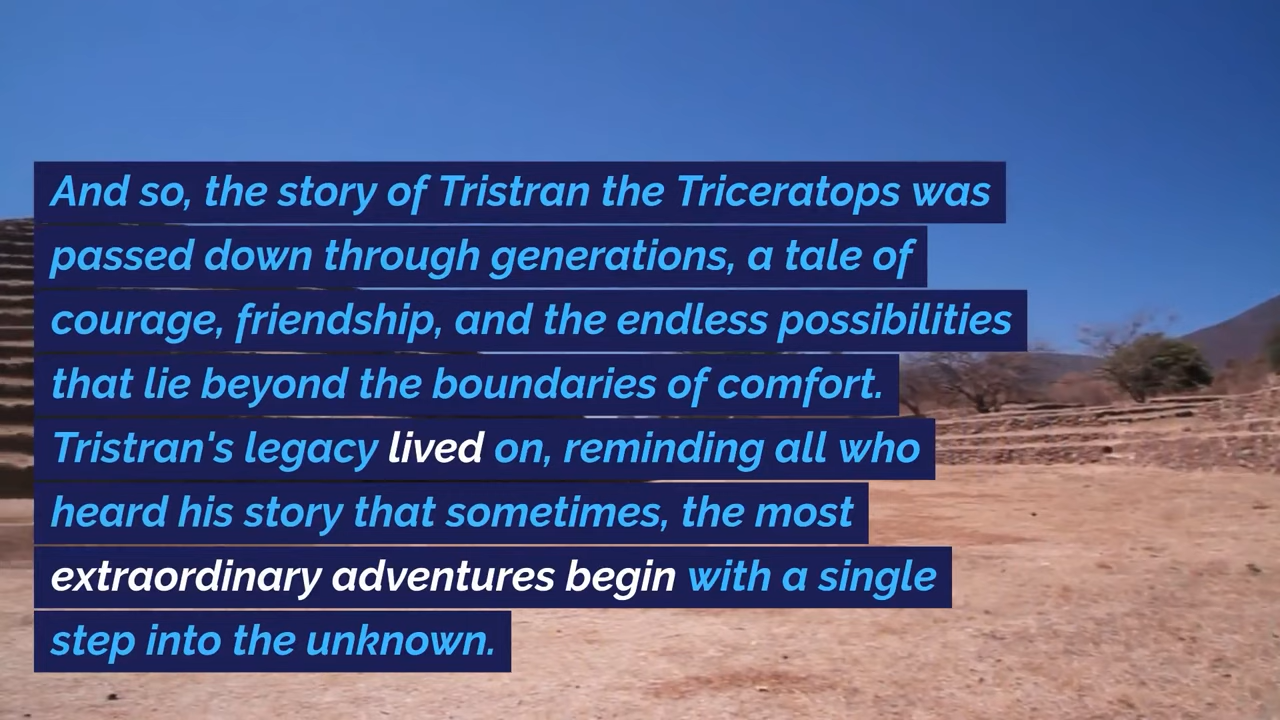 And so, the story of Tristran the Triceratops was
passed down through generations, a tale of
courage, friendship, and the endless possibilities
that lie beyond the boundaries of comfort.
Tristran's legacy lived on, reminding all who
heard his story that sometimes, the most
extraordinary adventures begin with a single
step into the unknown.